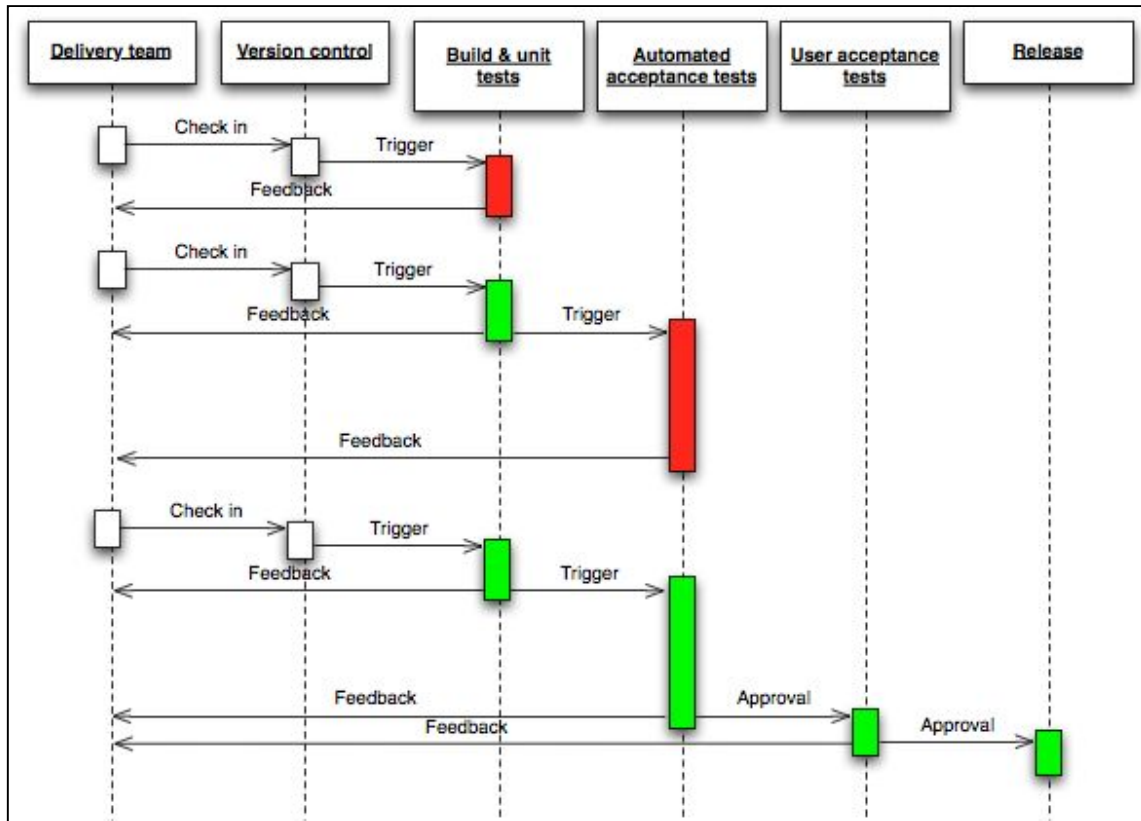 Delivery team
Version control
Build & unit
tests
Automated
acceptance tests
User acceptance
tests
Release
Check in
Trigger
Feedback
Check in
Trigger
Feedback
Trigger
Feedback
Check in
Trigger
Feedback
Trigger
Feedback
Approval
Feedback
Approval